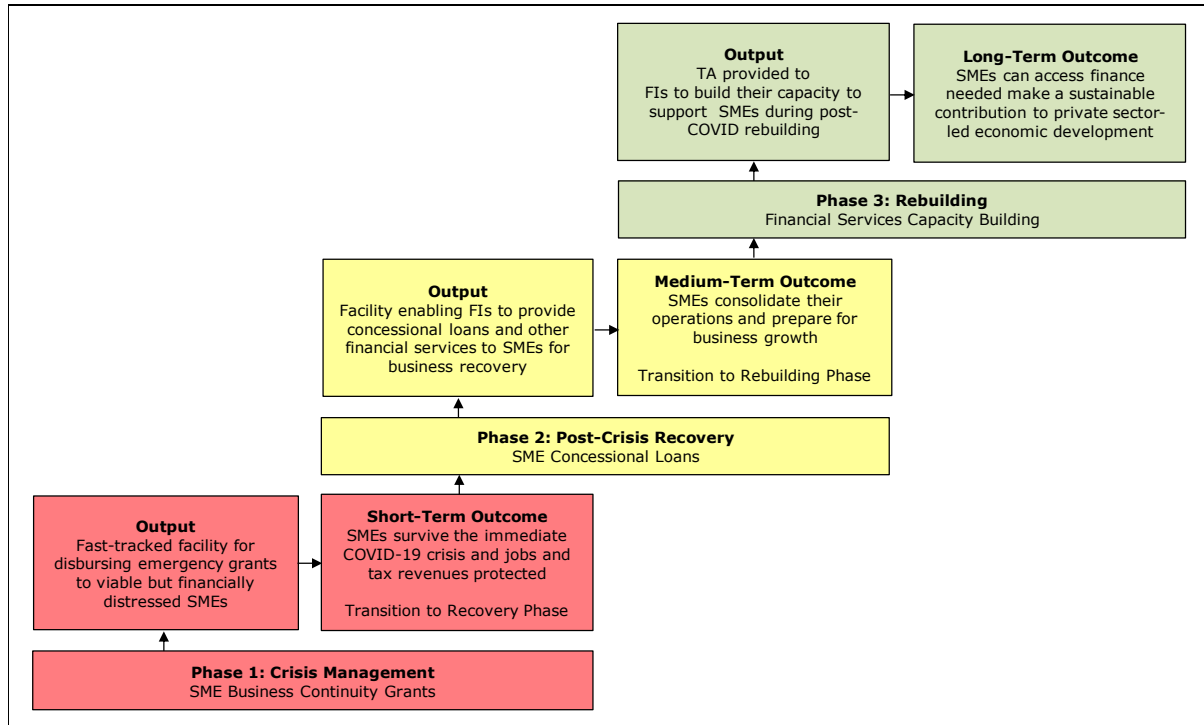 Output
TA provided to
FIs to build their capacity to
support SMEs during post-
COVID rebuilding
Long-Term Outcome
SMEs can access finance
needed make a sustainable
contribution to private sector-
led economic development
Phase 3: Rebuilding
Financial Services Capacity Building
Output
Facility enabling FIs to provide
concessional loans and other
financial services to SMEs for
business recovery
Medium-Term Outcome
SMEs consolidate their
operations and prepare for
business growth
Transition to Rebuilding Phase
Phase 2: Post-Crisis Recovery
SME Concessional Loans
Output
Fast-tracked facility for
disbursing emergency grants
to viable but financially
distressed SMEs
Short-Term Outcome
SMEs survive the immediate
COVID-19 crisis and jobs and
tax revenues protected
Transition to Recovery Phase
Phase 1: Crisis Management
SME Business Continuity Grants